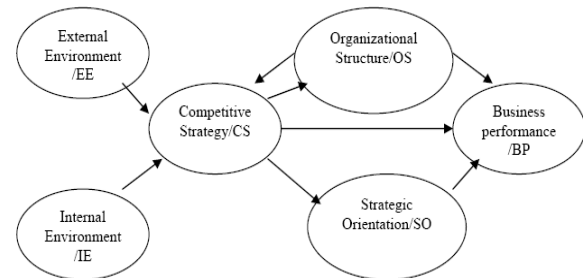 External
Environment
/EE
Organizational
Structure/OS
Competitive
Strategy/CS
Business
performance
/BP
Internal
Environment
/IE
Strategic
Orientation/SO